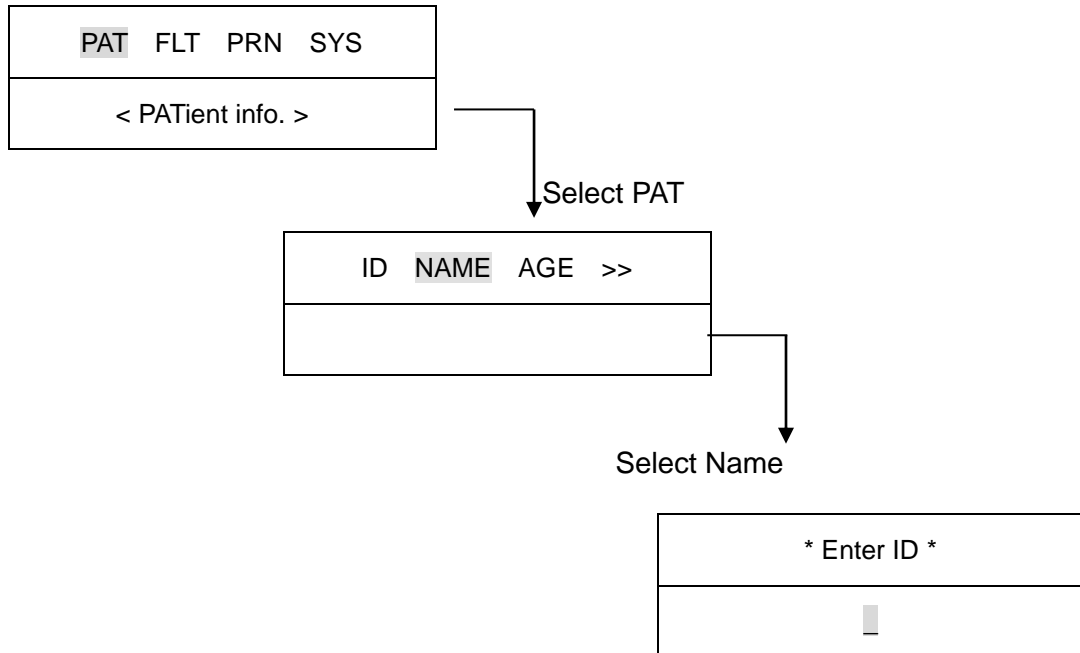 PAT FLT PRN SYS
< PATient info. >
Select PAT
ID NAME AGE >>
Select Name
* Enter ID *
_